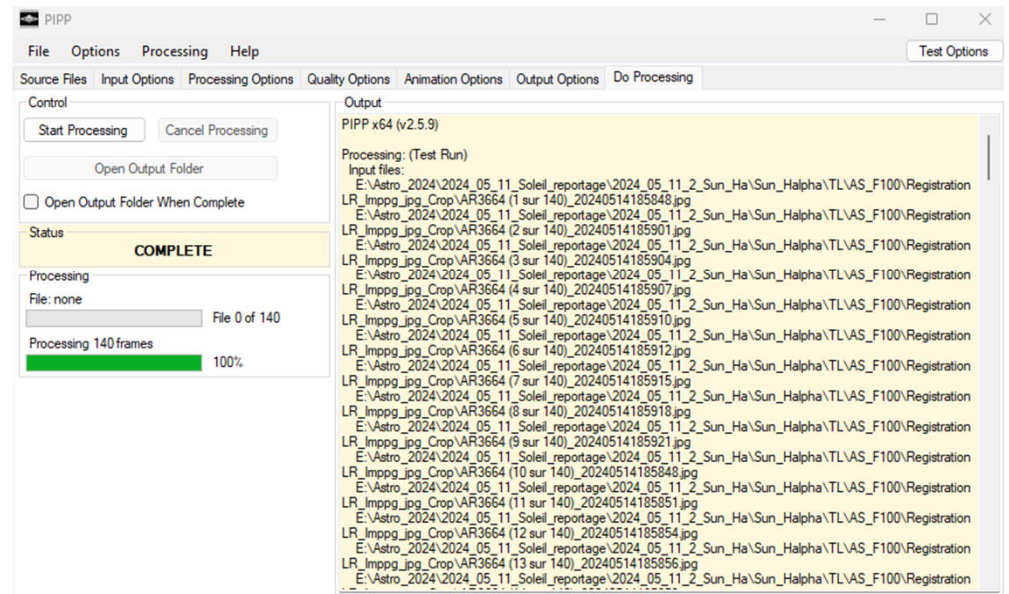 PIPP
File Options Processing Help
Test Options
Source Files Input Options Processing Options Quality Options Animation Options Output Options Do Processing
Control
Start Processing Cancel Processing
Open Output Folder
Open Output Folder When Complete
Status
COMPLETE
Processing
File: none
File 0 of 140
Processing 140 frames
100%
Output
PIPP x64 (v2.5.9)
Processing: (Test Run)
Input files:
E:\Astro_2024\2024_05_11_Soleil_reportage\2024_05_11_2_Sun_Ha\Sun_Halpha\TL\AS_F100\Registration
LR_Imppg_jpg_Crop\AR3664 (1 sur 140)_20240514185848.jpg
E:\Astro_2024\2024_05_11_Soleil_reportage\2024_05_11_2_Sun_Ha\Sun_Halpha\TL\AS_F100\Registration
LR_Imppg_jpg_Crop\AR3664 (2 sur 140)_20240514185901.jpg
E:\Astro_2024\2024_05_11_Soleil_reportage\2024_05_11_2_Sun_Ha\Sun_Halpha\TL\AS_F100\Registration
LR_Imppg_jpg_Crop\AR3664 (3 sur 140)_20240514185904.jpg
E:\Astro_2024\2024_05_11_Soleil_reportage\2024_05_11_2_Sun_Ha\Sun_Halpha\TL\AS_F100\Registration
LR_Imppg_jpg_Crop\AR3664 (4 sur 140)_20240514185907.jpg
E:\Astro_2024\2024_05_11_Soleil_reportage\2024_05_11_2_Sun_Ha\Sun_Halpha\TL\AS_F100\Registration
LR_Imppg_jpg_Crop\AR3664 (5 sur 140)_20240514185910.jpg
E:\Astro_2024\2024_05_11_Soleil_reportage\2024_05_11_2_Sun_Ha\Sun_Halpha\TL\AS_F100\Registration
LR_Imppg_jpg_Crop\AR3664 (6 sur 140)_20240514185912.jpg
E:\Astro_2024\2024_05_11_Soleil_reportage\2024_05_11_2_Sun_Ha\Sun_Halpha\TL\AS_F100\Registration
LR_Imppg_jpg_Crop\AR3664 (7 sur 140)_20240514185915.jpg
E:\Astro_2024\2024_05_11_Soleil_reportage\2024_05_11_2_Sun_Ha\Sun_Halpha\TL\AS_F100\Registration
LR_Imppg_jpg_Crop\AR3664 (8 sur 140)_20240514185918.jpg
E:\Astro_2024\2024_05_11_Soleil_reportage\2024_05_11_2_Sun_Ha\Sun_Halpha\TL\AS_F100\Registration
LR_Imppg_jpg_Crop\AR3664 (9 sur 140)_20240514185921.jpg
E:\Astro_2024\2024_05_11_Soleil_reportage\2024_05_11_2_Sun_Ha\Sun_Halpha\TL\AS_F100\Registration
LR_Imppg_jpg_Crop\AR3664 (10 sur 140)_20240514185848.jpg
E:\Astro_2024\2024_05_11_Soleil_reportage\2024_05_11_2_Sun_Ha\Sun_Halpha\TL\AS_F100\Registration
LR_Imppg_jpg_Crop\AR3664 (11 sur 140)_20240514185851.jpg
E:\Astro_2024\2024_05_11_Soleil_reportage\2024_05_11_2_Sun_Ha\Sun_Halpha\TL\AS_F100\Registration
LR_Imppg_jpg_Crop\AR3664 (12 sur 140)_20240514185854.jpg
E:\Astro_2024\2024_05_11_Soleil_reportage\2024_05_11_2_Sun_Ha\Sun_Halpha\TL\AS_F100\Registration
LR_Imppg_jpg_Crop\AR3664 (13 sur 140)_20240514185856.jpg
E:\Astro_2024\2024_05_11_Soleil_reportage\2024_05_11_2_Sun_Ha\Sun_Halpha\TL\AS_F100\Registration